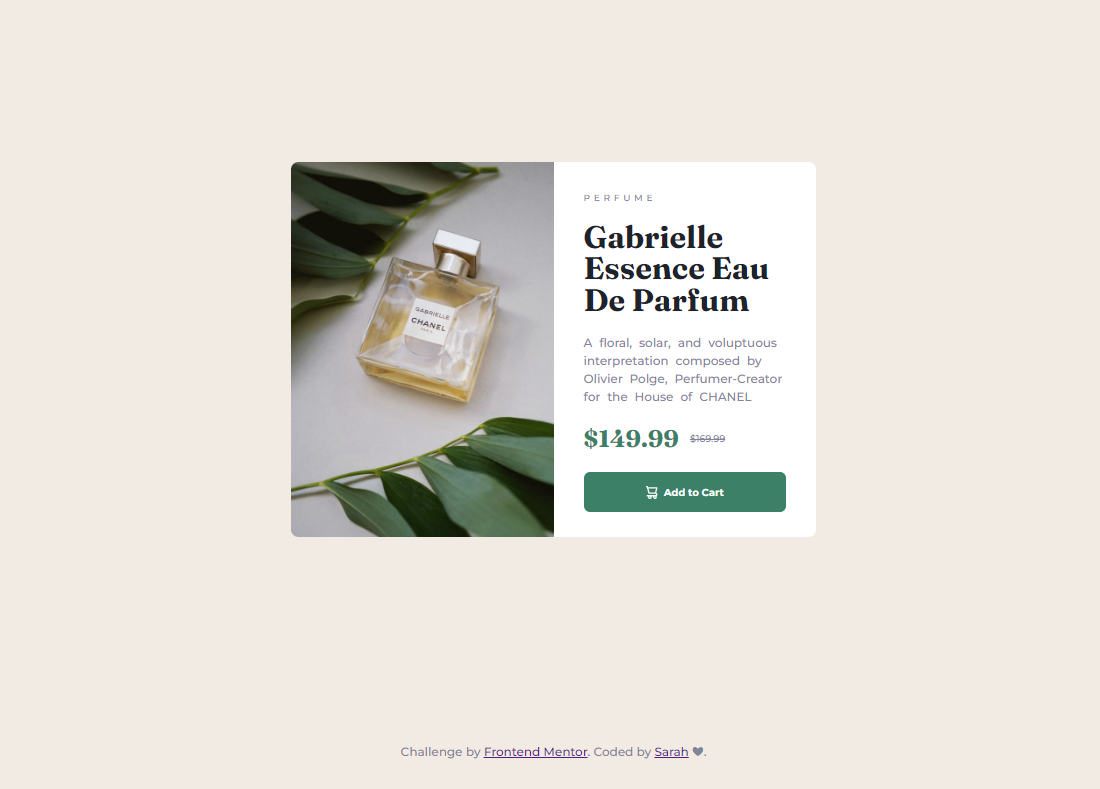 GABRIELLE
CHANEL
PERFUME
Gabrielle
Essence Eau
De Parfum
A floral, solar, and voluptuous
interpretation composed by
Olivier Polge, Perfumer-Creator
for the House of CHANEL
$149.99 $169.99
Add to Cart
Challenge by Frontend Mentor. Coded by Sarah ♥.